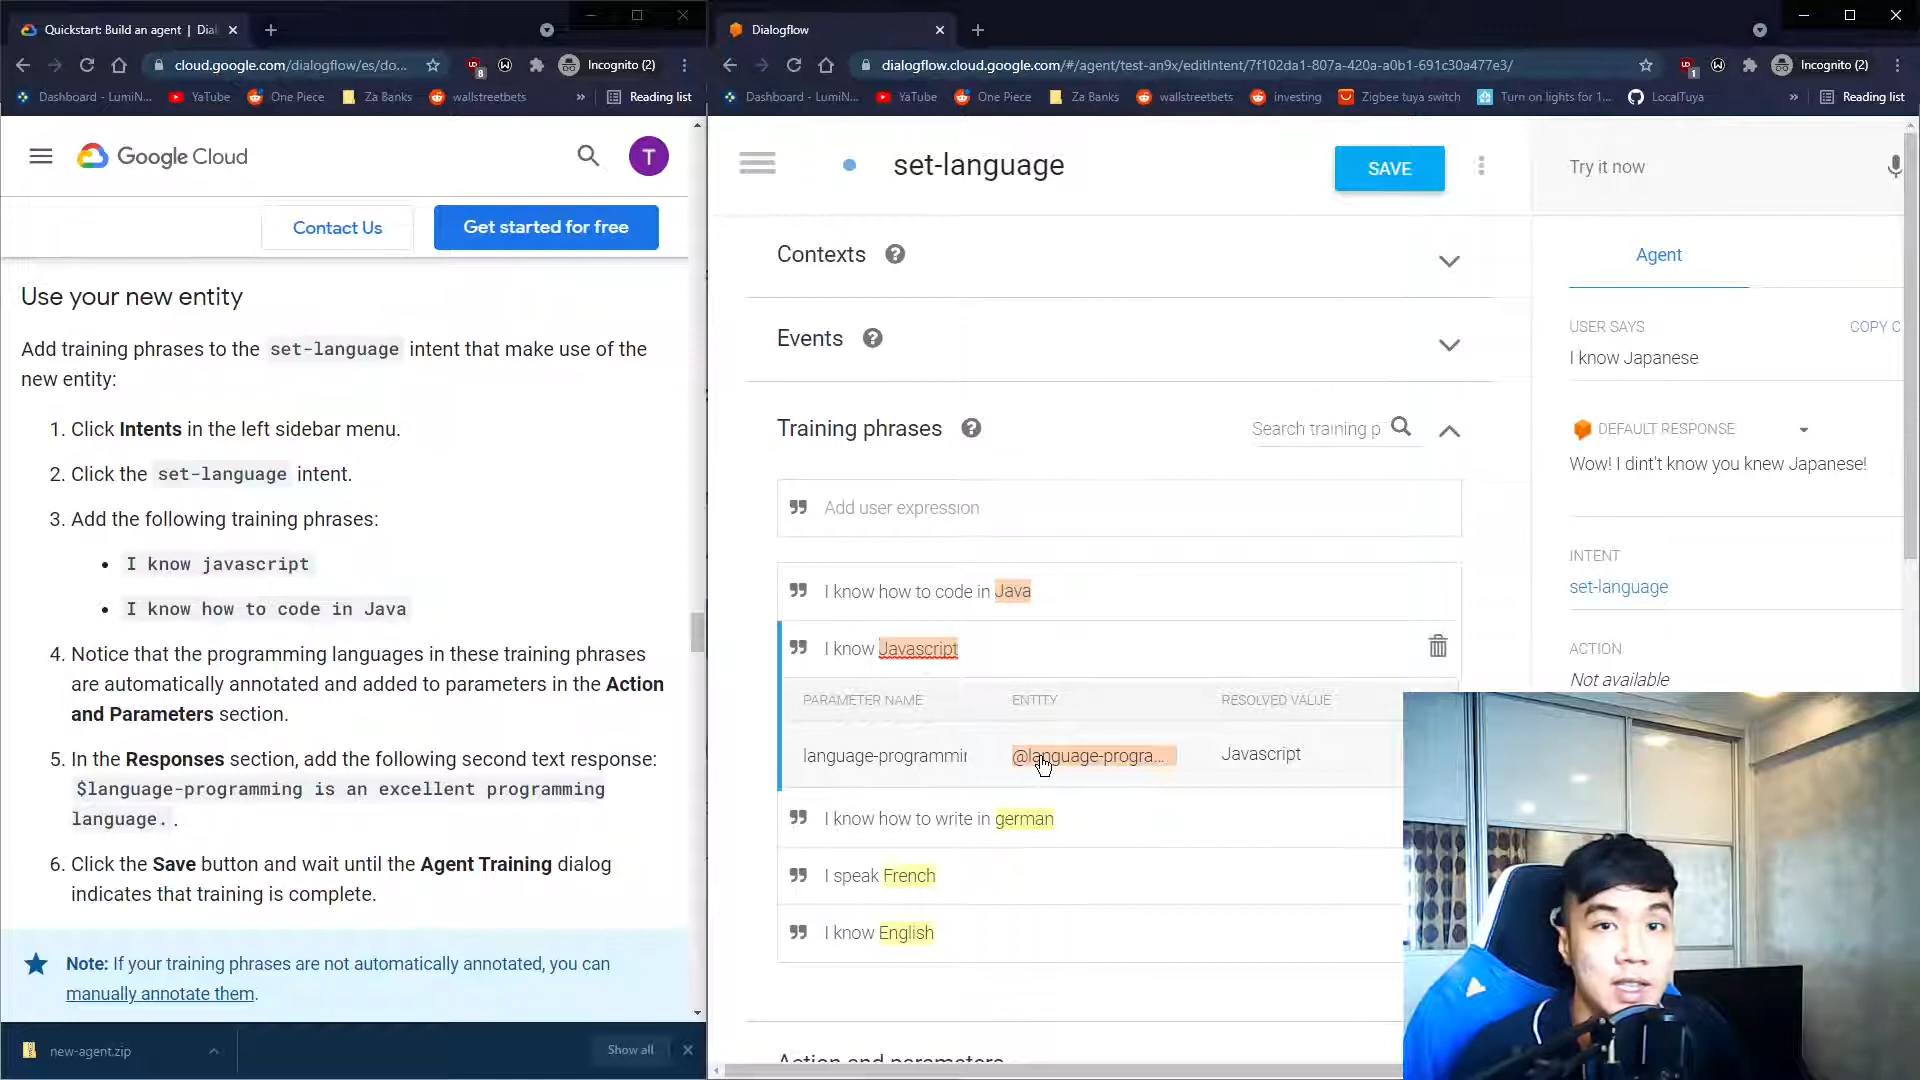 Quickstart: Build an agent | Dial
cloud.google.com/dialogflow/es/do...
8
Incognito (2)
Dashboard - LumiN...
YaTube
One Piece
Za Banks
wallstreetbets
»
Reading list
Google Cloud
T
Contact Us
Get started for free
Use your new entity
Add training phrases to the set-language intent that make use of the
new entity:
1. Click Intents in the left sidebar menu.
2. Click the set-language intent.
3. Add the following training phrases:
• I know javascript
• I know how to code in Java
4. Notice that the programming languages in these training phrases
are automatically annotated and added to parameters in the Action
and Parameters section.
5. In the Responses section, add the following second text response:
$language-programming is an excellent programming
language. .
6. Click the Save button and wait until the Agent Training dialog
indicates that training is complete.
Note: If your training phrases are not automatically annotated, you can
manually annotate them.
new-agent.zip
Show all
Dialogflow
dialogflow.cloud.google.com/#/agent/test-an9x/editIntent/7f102da1-807a-420a-a0b1-691c30a477e3/
1
Incognito (2)
Dashboard - LumiN...
YaTube
One Piece
Za Banks
wallstreetbets
investing
Zigbee tuya switch
Turn on lights for 1...
LocalTuya
»
Reading list
set-language
SAVE
Contexts
Events
Training phrases
Search training p
Add user expression
I know how to code in Java
I know Javascript
PARAMETER NAME ENTITY RESOLVED VALUE
language-programmin @language-progra... Javascript
I know how to write in german
I speak French
I know English
Action and parameters
Try it now
Agent
USER SAYS
COPY C
I know Japanese
DEFAULT RESPONSE
Wow! I dint't know you knew Japanese!
INTENT
set-language
ACTION
Not available